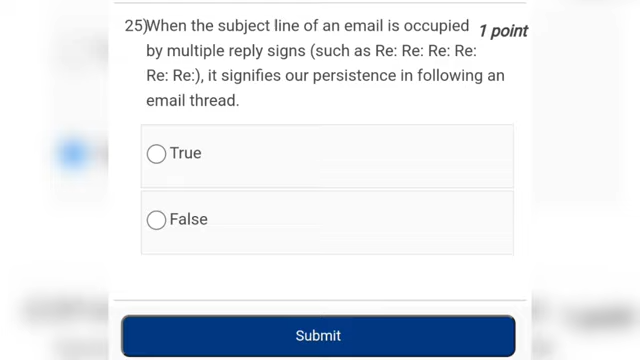 25)When the subject line of an email is occupied 1 point
by multiple reply signs (such as Re: Re: Re: Re:
Re: Re:), it signifies our persistence in following an
email thread.
True
False
Submit